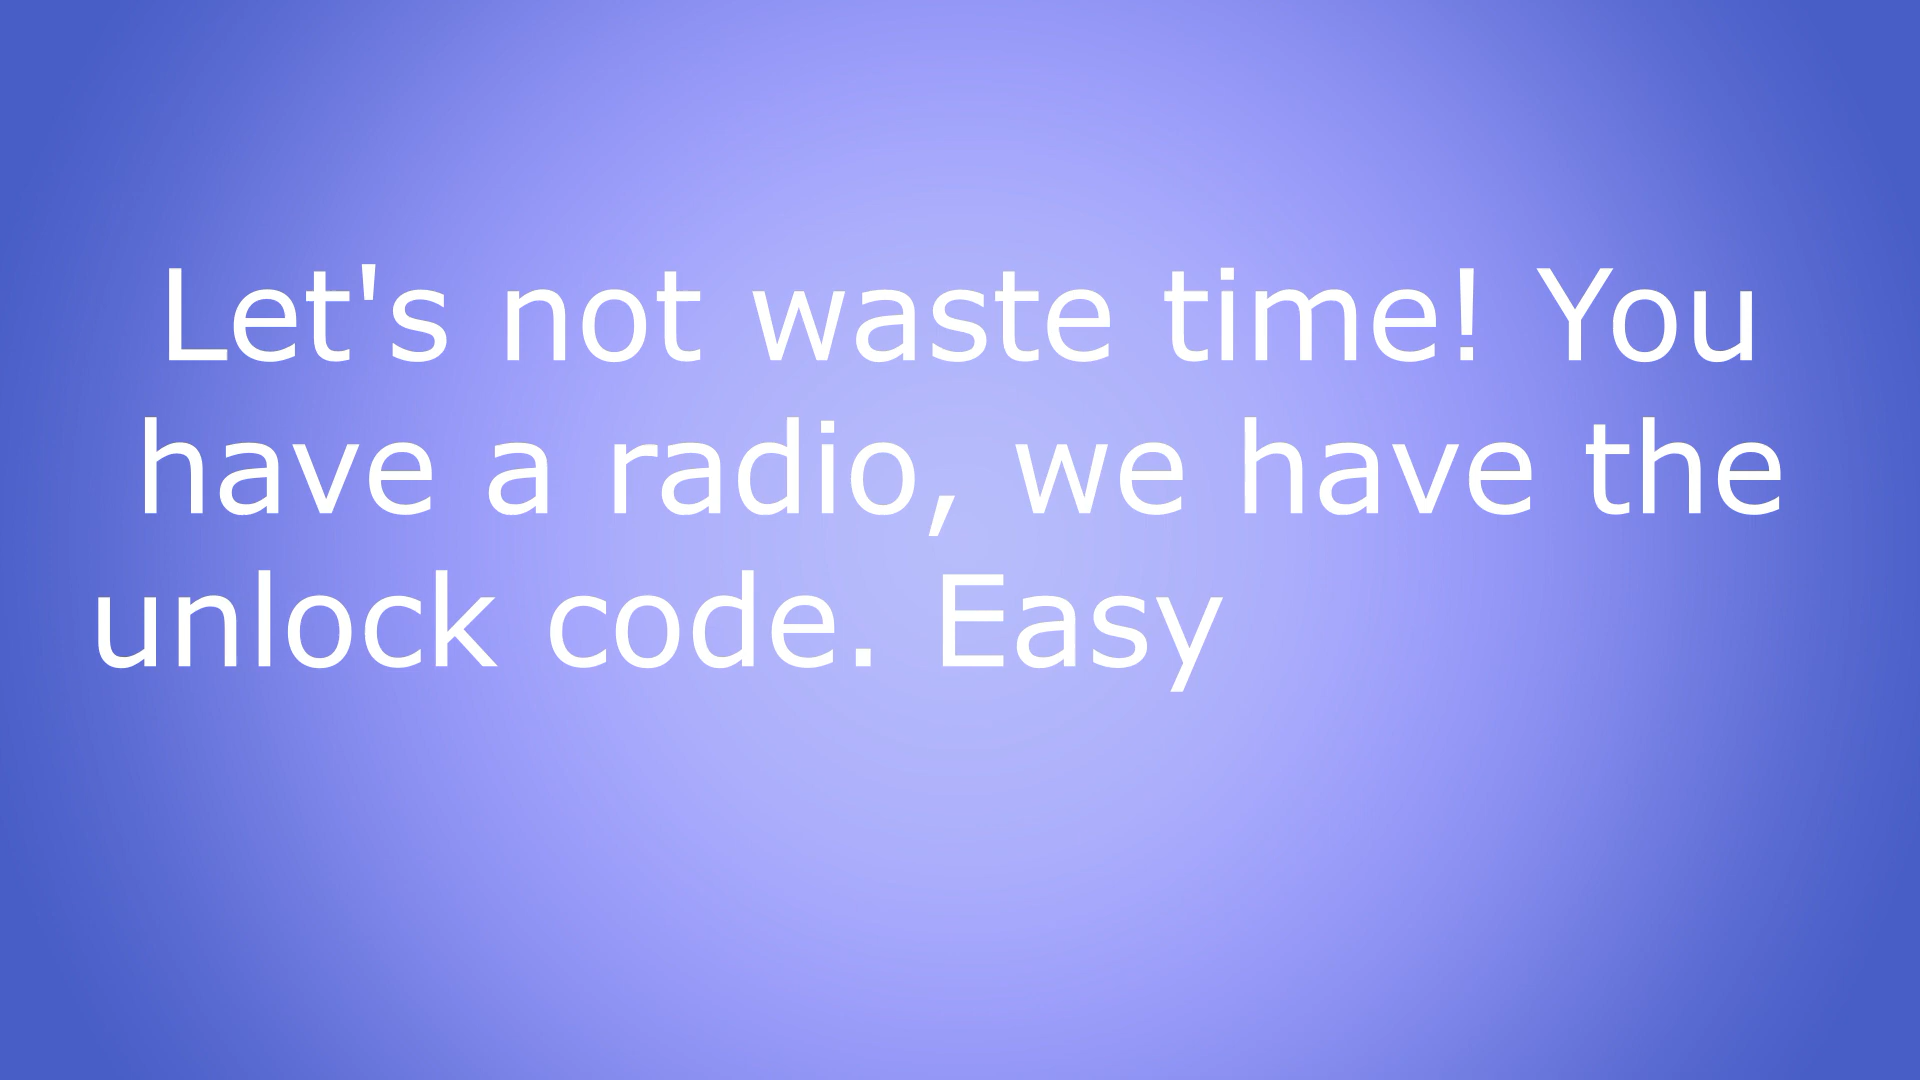 Let's not waste time! You
have a radio, we have the
unlock code. Easy